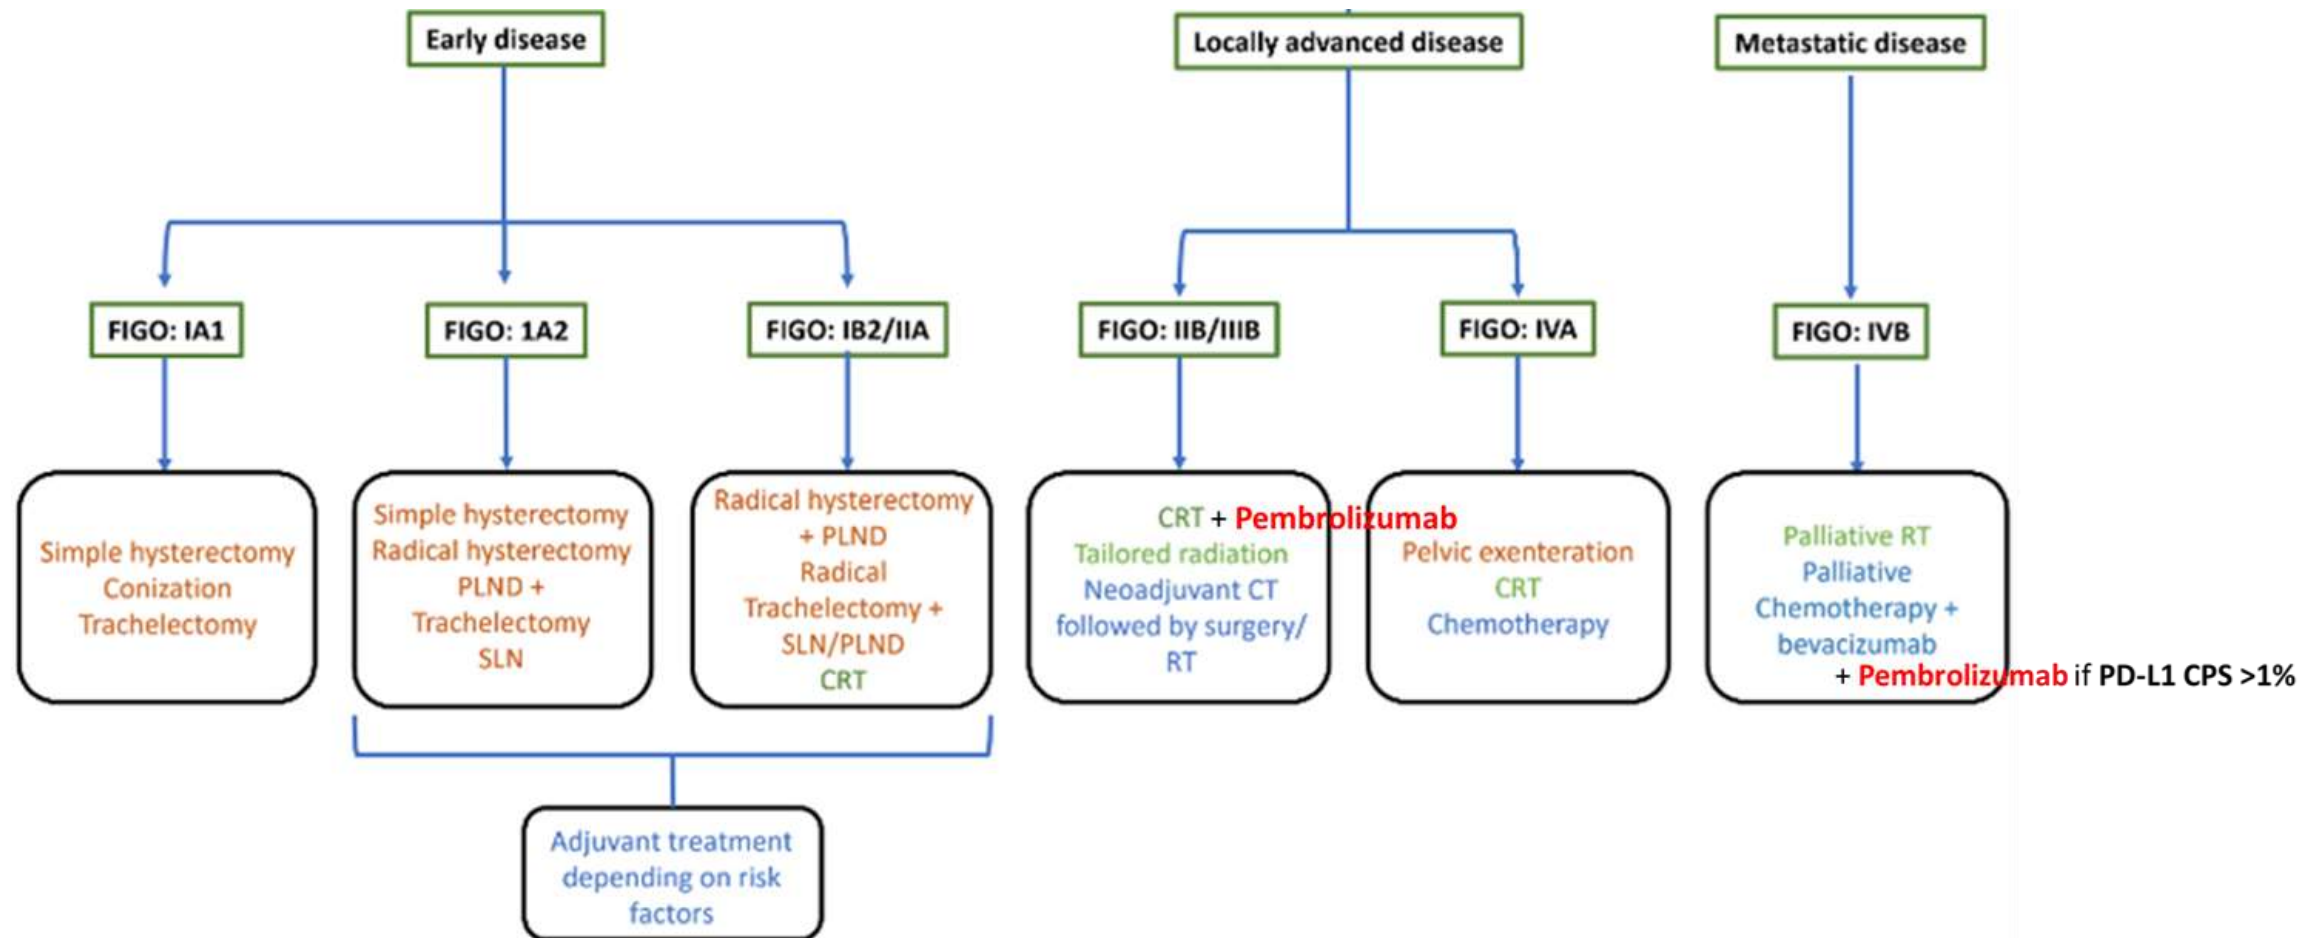 Early disease
Locally advanced disease
Metastatic disease
FIGO: IA1
FIGO: 1A2
FIGO: IB2/IIA
FIGO: IIB/IIIB
FIGO: IVA
FIGO: IVB
Simple hysterectomy
Conization
Trachelectomy
Simple hysterectomy
Radical hysterectomy
PLND +
Trachelectomy
SLN
Radical hysterectomy
+ PLND
Radical
Trachelectomy +
SLN/PLND
CRT
CRT + Pembrolizumab
Tailored radiation
Neoadjuvant CT
followed by surgery/
RT
Pelvic exenteration
CRT
Chemotherapy
Palliative RT
Palliative
Chemotherapy +
bevacizumab
+ Pembrolizumab if PD-L1 CPS >1%
Adjuvant treatment
depending on risk
factors